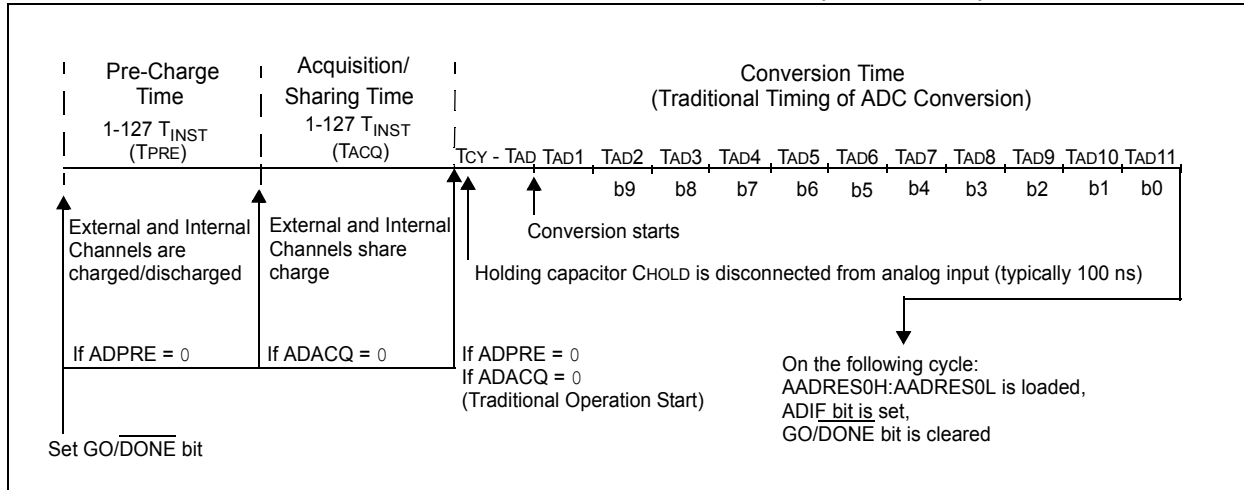 Pre-Charge
Time
1-127 TINST
(TPRE)
Acquisition/
Sharing Time
1-127 TINST
(TACQ)
Conversion Time
(Traditional Timing of ADC Conversion)
TCY - TAD TAD1 TAD2 TAD3 TAD4 TAD5 TAD6 TAD7 TAD8 TAD9 TAD10 TAD11
b9 b8 b7 b6 b5 b4 b3 b2 b1 b0
External and Internal
Channels are
charged/discharged
External and Internal
Channels share
charge
Conversion starts
Holding capacitor CHOLD is disconnected from analog input (typically 100 ns)
If ADPRE = 0
If ADACQ = 0
If ADPRE = 0
If ADACQ = 0
(Traditional Operation Start)
On the following cycle:
AADRES0H:AADRES0L is loaded,
ADIF bit is set,
GO/DONE bit is cleared
Set GO/DONE bit